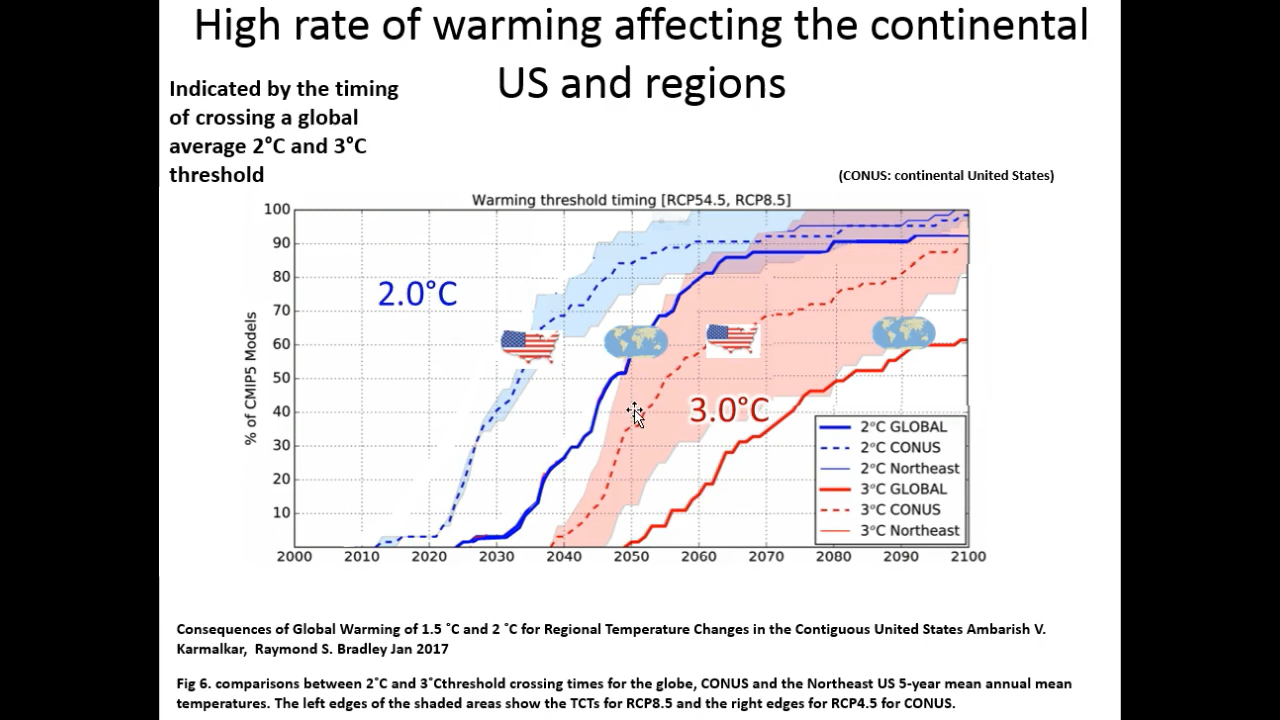 High rate of warming affecting the continental
US and regions
Indicated by the timing
of crossing a global
average 2°C and 3°C
threshold
(CONUS: continental United States)
Warming threshold timing [RCP54.5, RCP8.5]
% of CMIP5 Models
100
90
80
70
60
50
40
30
20
10
2.0°C
3.0°C
2°C GLOBAL
2°C CONUS
2°C Northeast
3°C GLOBAL
3°C CONUS
3°C Northeast
2000 2010 2020 2030 2040 2050 2060 2070 2080 2090 2100
Consequences of Global Warming of 1.5 ˚C and 2 ˚C for Regional Temperature Changes in the Contiguous United States Ambarish V.
Karmalkar, Raymond S. Bradley Jan 2017
Fig 6. comparisons between 2˚C and 3˚Cthreshold crossing times for the globe, CONUS and the Northeast US 5-year mean annual mean
temperatures. The left edges of the shaded areas show the TCTs for RCP8.5 and the right edges for RCP4.5 for CONUS.